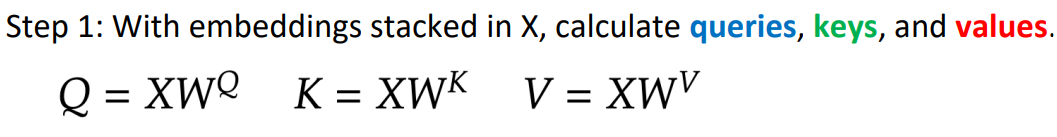 Step 1: With embeddings stacked in X, calculate queries, keys, and values.
Q = XW^Q K = XW^K V = XW^V